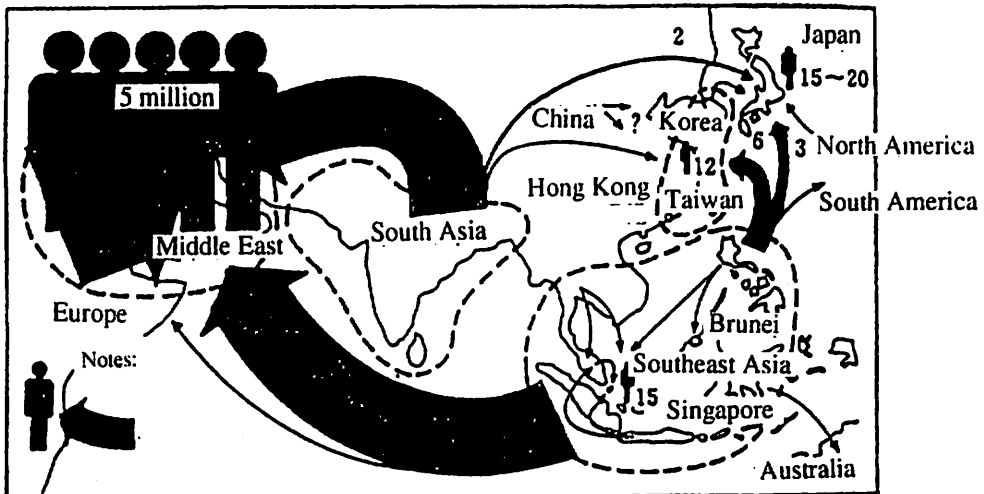 5 million
2
Japan
15~20
China
?
Korea
6
3
North America
12
Hong Kong
Taiwan
South America
South Asia
Middle East
Europe
Brunei
Notes:
Southeast Asia
15
Singapore
Australia